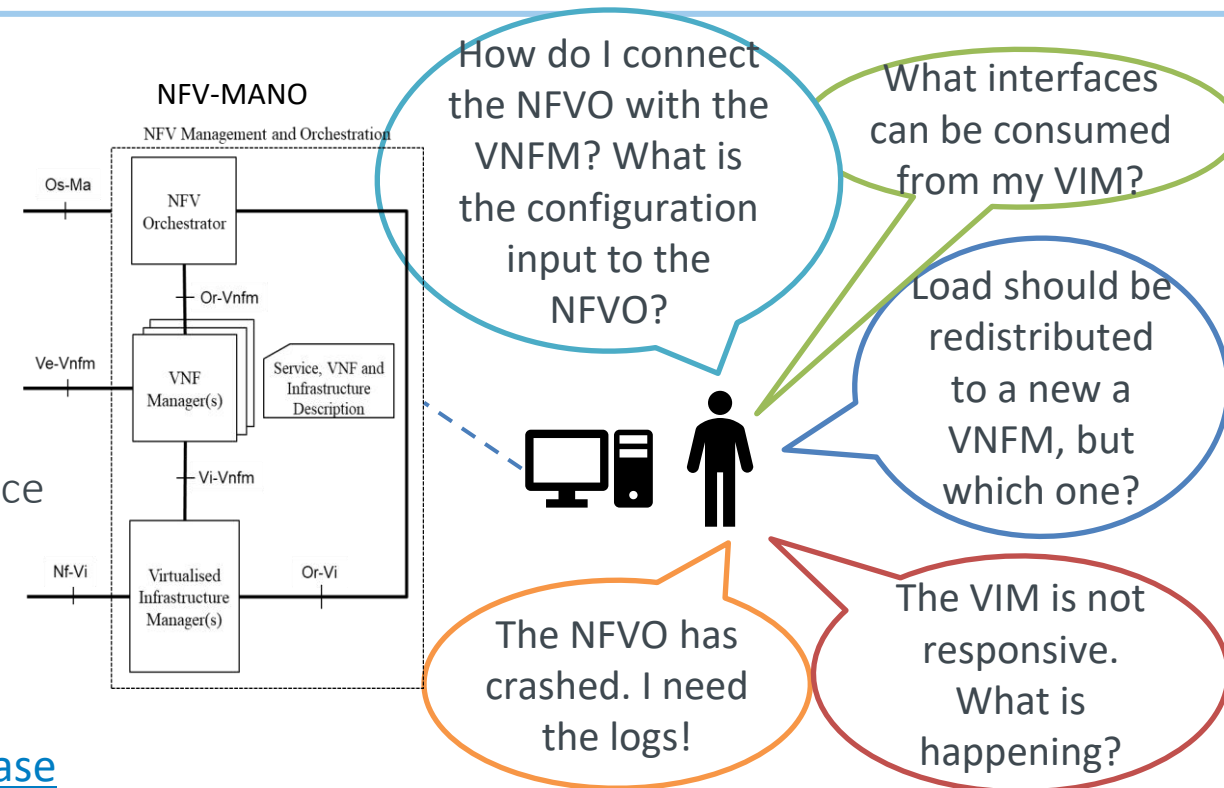 NFV-MANO
NFV Management and Orchestration
Os-Ma
NFV
Orchestrator
Or-Vnfm
Ve-Vnfm
VNF
Manager(s)
Service, VNF and
Infrastructure
Description
Vi-Vnfm
ce
Nf-Vi
Virtualised
Infrastructure
Manager(s)
Or-Vi
ase
How do I connect
the NFVO with the
VNFM? What is
the configuration
input to the
NFVO?
What interfaces
can be consumed
from my VIM?
Load should be
redistributed
to a new a
VNFM, but
which one?
The NFVO has
crashed. I need
the logs!
The VIM is not
responsive.
What is
happening?